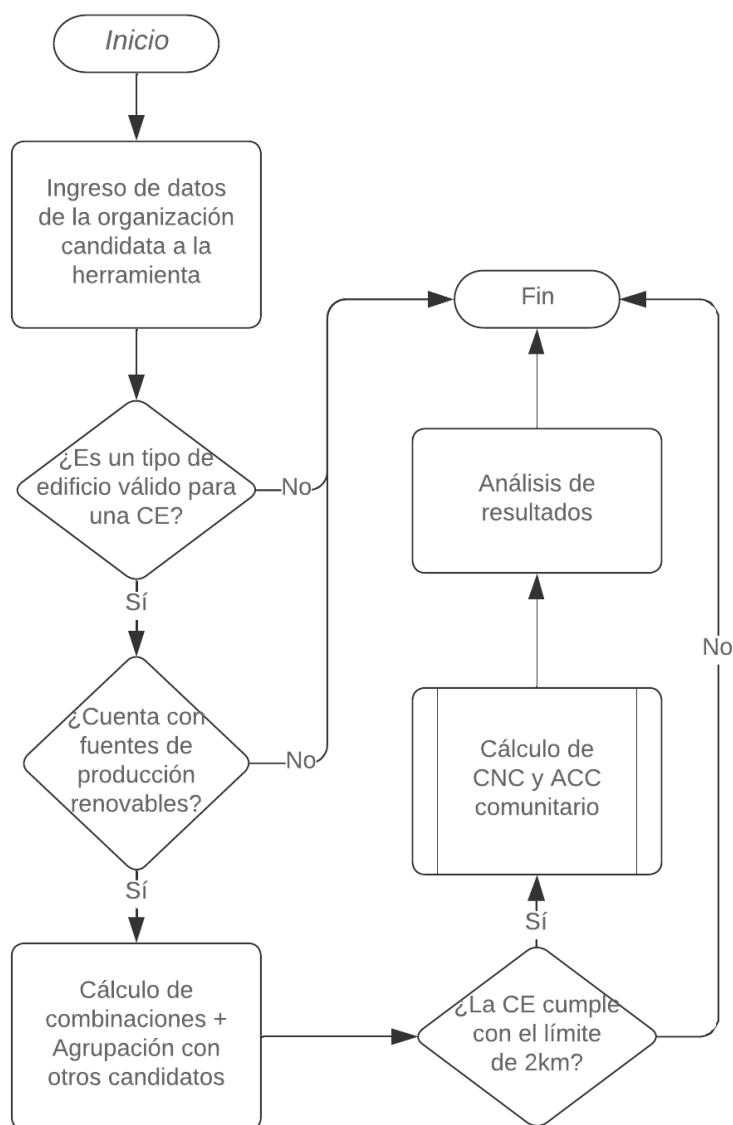 Inicio
Ingreso de datos
de la organización
candidata a la
herramienta
¿Es un tipo de
edificio válido para
una CE?
No
Sí
¿Cuenta con
fuentes de
producción
renovables?
No
Sí
Cálculo de
combinaciones +
Agrupación con
otros candidatos
¿La CE cumple
con el límite
de 2km?
No
Sí
Cálculo de
CNC y ACC
comunitario
Análisis de
resultados
Fin